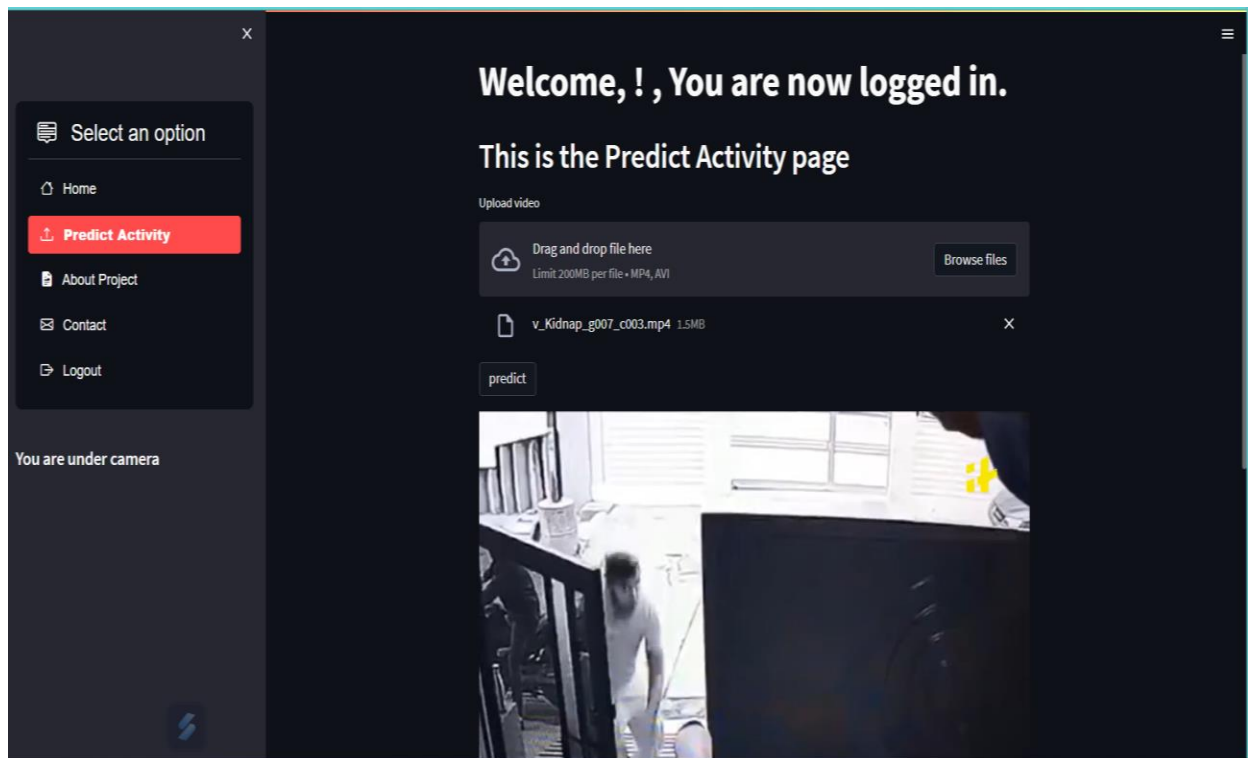 X
Select an option
Home
Predict Activity
About Project
Contact
Logout
You are under camera
Welcome, ! , You are now logged in.
This is the Predict Activity page
Upload video
Drag and drop file here
Limit 200MB per file • MP4, AVI
Browse files
v_Kidnap_g007_c003.mp4 1.5MB
X
predict